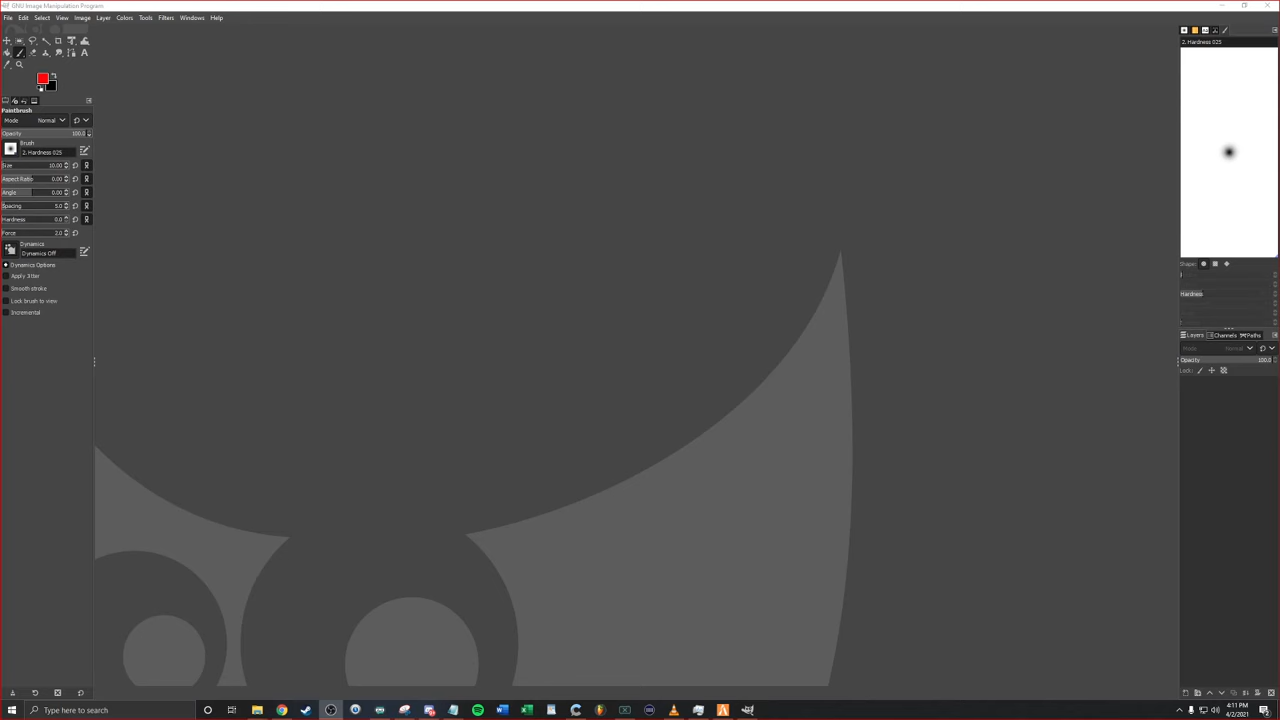 GNU Image Manipulation Program
File Edit Select View Image Layer Colors Tools Filters Windows Help
2. Hardness 025
Paintbrush
Mode Normal
Opacity 100.0
Brush
2. Hardness 025
Size 10.00
Aspect Ratio 0.00
Angle 0.00
Spacing 5.0
Hardness 0.0
Force 2.0
Dynamics
Dynamics Off
Dynamics Options
Apply Jitter
Smooth stroke
Lock brush to view
Incremental
Shape:
Hardness
Layers Channels Paths
Mode Normal
Opacity 100.0
Lock:
Type here to search
4:11 PM
4/2/2021